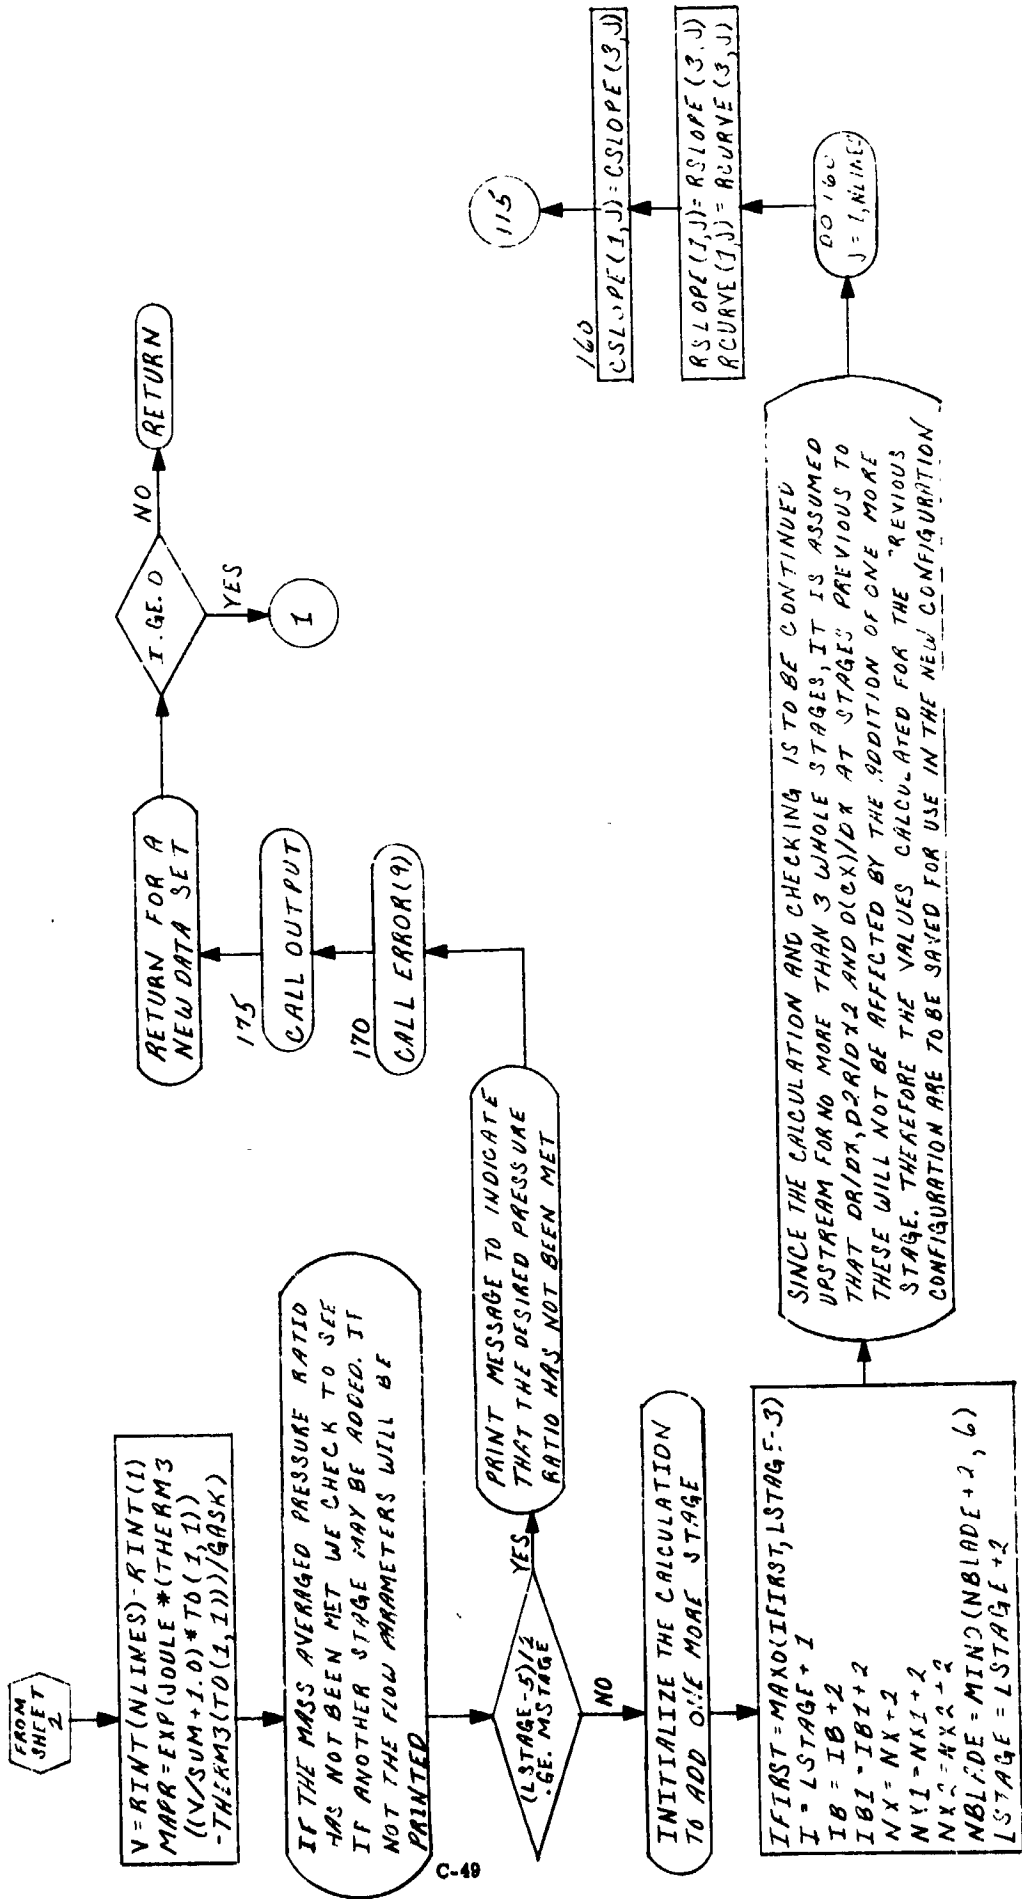 FROM
SHEET
2
V=RINT(NLINES)-RINT(1)
MAPR=EXP(JOULE*(THERM3
((V/SUM+1.0)*TO(1,1))
-THERM3(TO(1,1)))/GASK)
IF THE MASS AVERAGED PRESSURE RATIO
HAS NOT BEEN MET WE CHECK TO SEE
IF ANOTHER STAGE MAY BE ADDED. IF
NOT THE FLOW PARAMETERS WILL BE
PRINTED
(LSTAGE-5)/2
.GE. MSTAGE
YES
NO
PRINT MESSAGE TO INDICATE
THAT THE DESIRED PRESSURE
RATIO HAS NOT BEEN MET
170
CALL ERROR(9)
175
CALL OUTPUT
RETURN FOR A
NEW DATA SET
I.GE.0
NO
RETURN
YES
1
INITIALIZE THE CALCULATION
TO ADD ONE MORE STAGE
IFIRST=MAXO(IFIRST,LSTAGE-3)
I = LSTAGE+1
IB = IB+2
IB1=IB1+2
NX=NX+2
NX1=NX1+2
NX2=NX2+2
NBLADE=MINO(NBLADE+2,6)
LSTAGE = LSTAGE+2
SINCE THE CALCULATION AND CHECKING IS TO BE CONTINUED
UPSTREAM FOR NO MORE THAN 3 WHOLE STAGES, IT IS ASSUMED
THAT DR/DX, D2R/DX2 AND D(CX)/DX AT STAGES PREVIOUS TO
THESE WILL NOT BE AFFECTED BY THE ADDITION OF ONE MORE
STAGE. THEREFORE THE VALUES CALCULATED FOR THE PREVIOUS
CONFIGURATION ARE TO BE SAVED FOR USE IN THE NEW CONFIGURATION
DO 160
J=1,NLINES
RSLOPE(1,J)=RSLOPE(3,J)
RCURVE(1,J)=RCURVE(3,J)
160
CSLOPE(1,J)=CSLOPE(3,J)
115
C-49